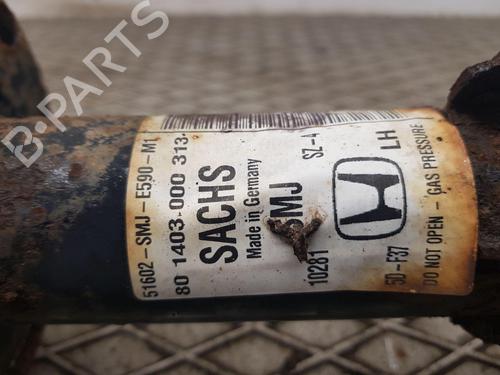 51602-SMJ-E590-M1
80 1403-000 313-
SACHS
Made in Germany
SMJ
SZ-4
10281
LH
5D-F37
DO NOT OPEN - GAS PRESSURE
B-PARTS